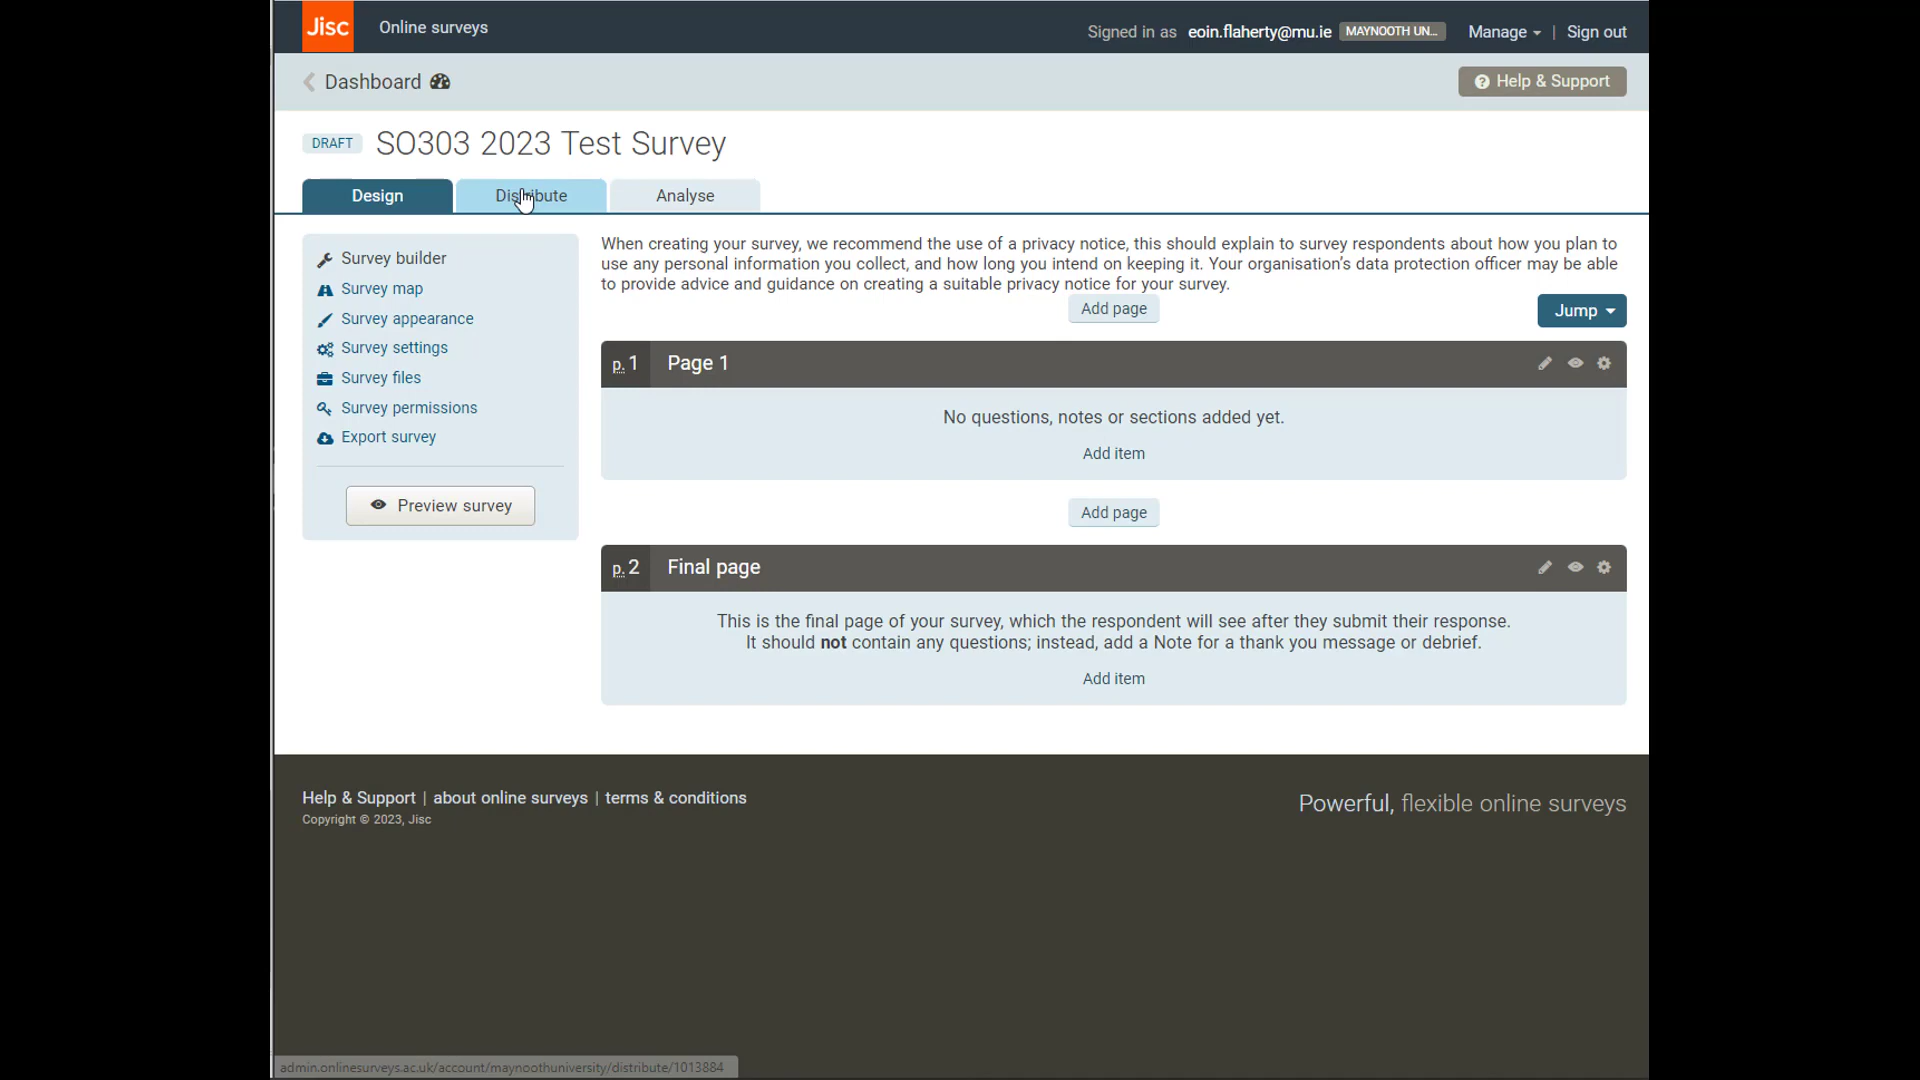 Jisc Online surveys
Signed in as eoin.flaherty@mu.ie MAYNOOTH UN... Manage | Sign out
Dashboard
Help & Support
DRAFT SO303 2023 Test Survey
Design Distribute Analyse
Survey builder
Survey map
Survey appearance
Survey settings
Survey files
Survey permissions
Export survey
Preview survey
When creating your survey, we recommend the use of a privacy notice, this should explain to survey respondents about how you plan to
use any personal information you collect, and how long you intend on keeping it. Your organisation's data protection officer may be able
to provide advice and guidance on creating a suitable privacy notice for your survey.
Add page
Jump
p. 1 Page 1
No questions, notes or sections added yet.
Add item
Add page
p. 2 Final page
This is the final page of your survey, which the respondent will see after they submit their response.
It should not contain any questions; instead, add a Note for a thank you message or debrief.
Add item
Help & Support | about online surveys | terms & conditions
Copyright © 2023, Jisc
Powerful, flexible online surveys
admin.onlinesurveys.ac.uk/account/maynoothuniversity/distribute/1013884